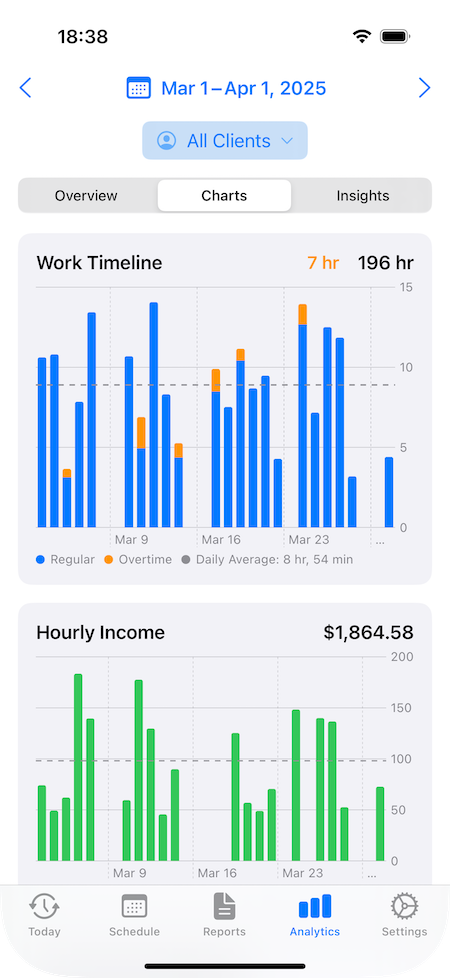 18:38
Mar 1 – Apr 1, 2025
All Clients
Overview Charts Insights
Work Timeline 7 hr 196 hr
15
10
5
0
Mar 9 Mar 16 Mar 23 ...
Regular Overtime Daily Average: 8 hr, 54 min
Hourly Income $1,864.58
200
150
100
50
0
Mar 9 Mar 16 Mar 23 ...
Today Schedule Reports Analytics Settings